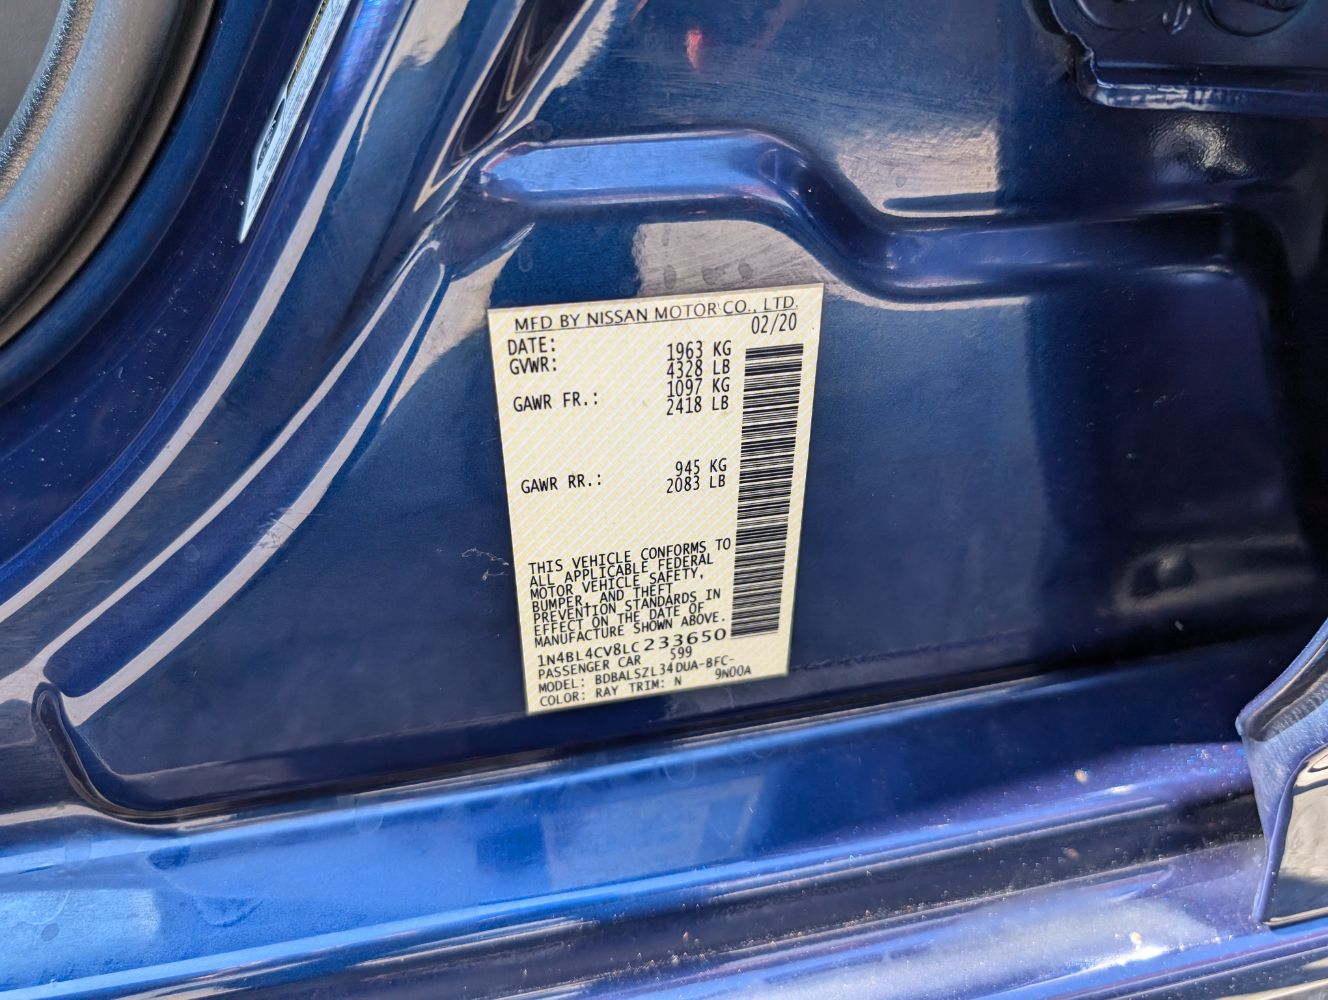 MFD BY NISSAN MOTOR CO., LTD.
DATE: 02/20
GVWR: 1963 KG
4328 LB
GAWR FR.: 1097 KG
2418 LB
GAWR RR.: 945 KG
2083 LB
THIS VEHICLE CONFORMS TO
ALL APPLICABLE FEDERAL
MOTOR VEHICLE SAFETY,
BUMPER, AND THEFT
PREVENTION STANDARDS IN
EFFECT ON THE DATE OF
MANUFACTURE SHOWN ABOVE.
1N4BL4CV8LC233650
PASSENGER CAR 599
MODEL: BDBALSZL34DUA-BFC-
COLOR: RAY TRIM: N 9N00A